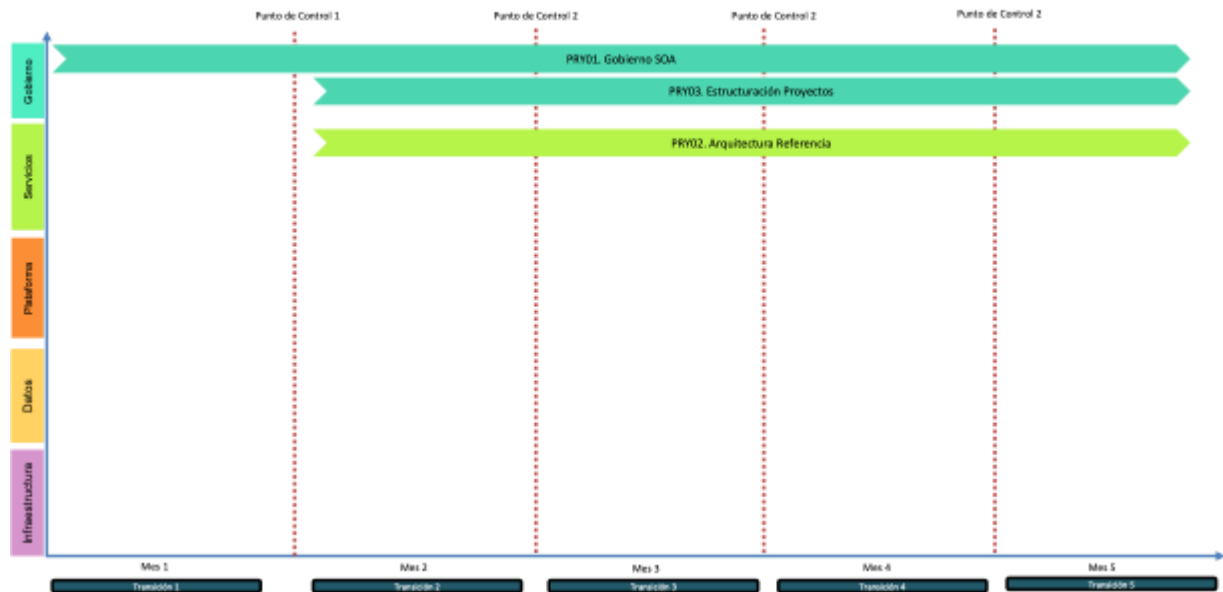 Punto de Control 1
Punto de Control 2
Punto de Control 2
Punto de Control 2
Gobierno
PRY01. Gobierno SOA
PRY03. Estructuración Proyectos
Servicios
PRY02. Arquitectura Referencia
Plataforma
Datos
Infraestructura
Mes 1
Mes 2
Mes 3
Mes 4
Mes 5
Transición 1
Transición 2
Transición 3
Transición 4
Transición 5